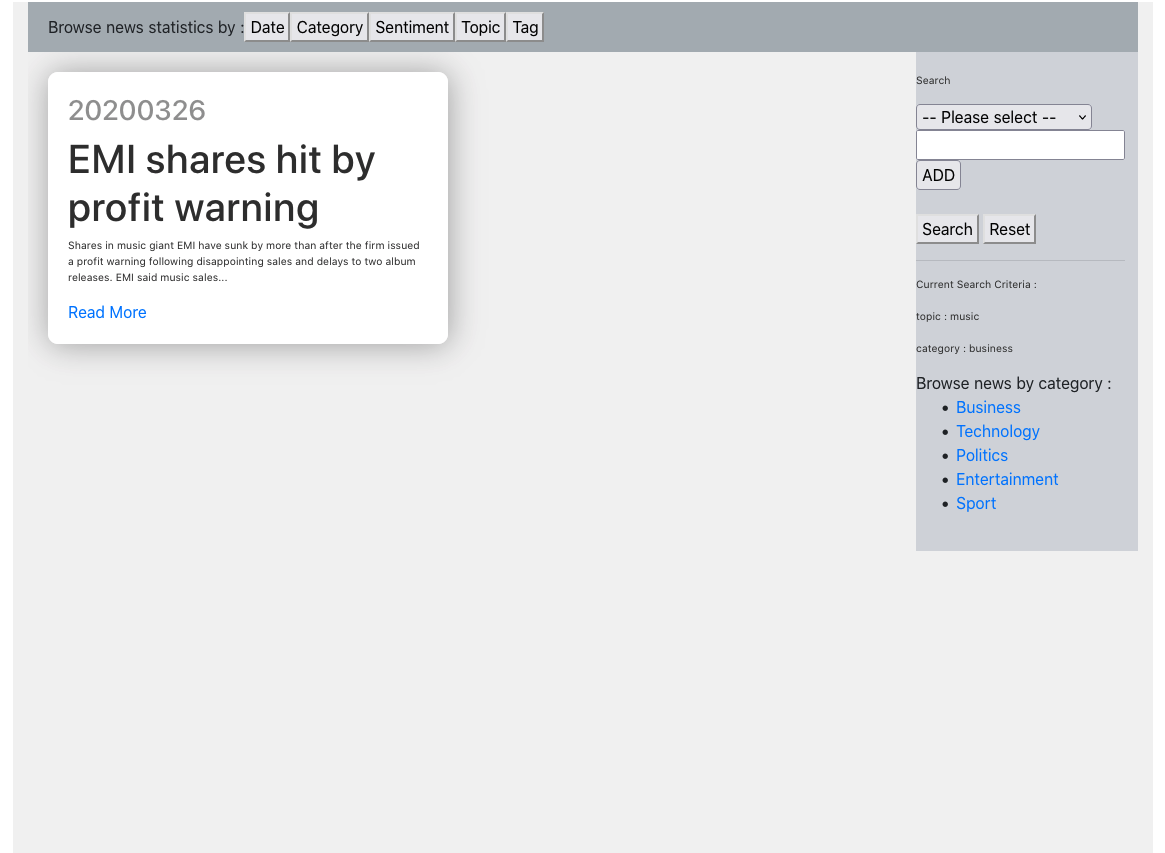 Browse news statistics by : Date Category Sentiment Topic Tag
20200326
EMI shares hit by
profit warning
Shares in music giant EMI have sunk by more than after the firm issued
a profit warning following disappointing sales and delays to two album
releases. EMI said music sales...
Read More
Search
-- Please select --
ADD
Search Reset
Current Search Criteria :
topic : music
category : business
Browse news by category :
• Business
• Technology
• Politics
• Entertainment
• Sport